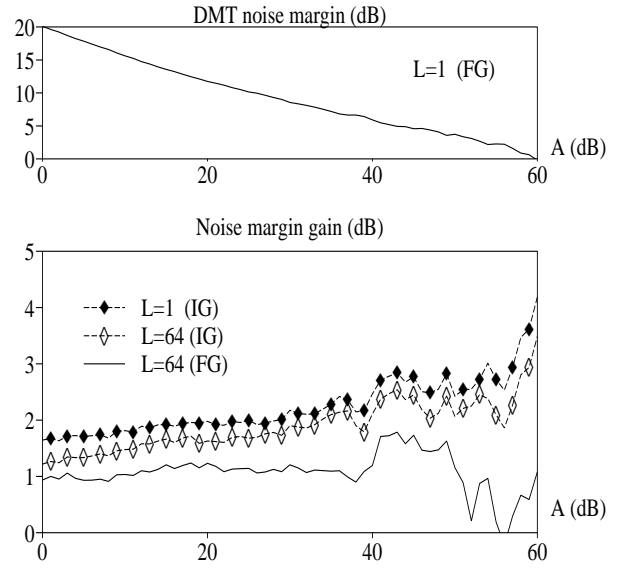 DMT noise margin (dB)
20
15
10
5
0
L=1 (FG)
A (dB)
0 20 40 60
Noise margin gain (dB)
5
4
3
2
1
0
L=1 (IG)
L=64 (IG)
L=64 (FG)
A (dB)
0 20 40 60